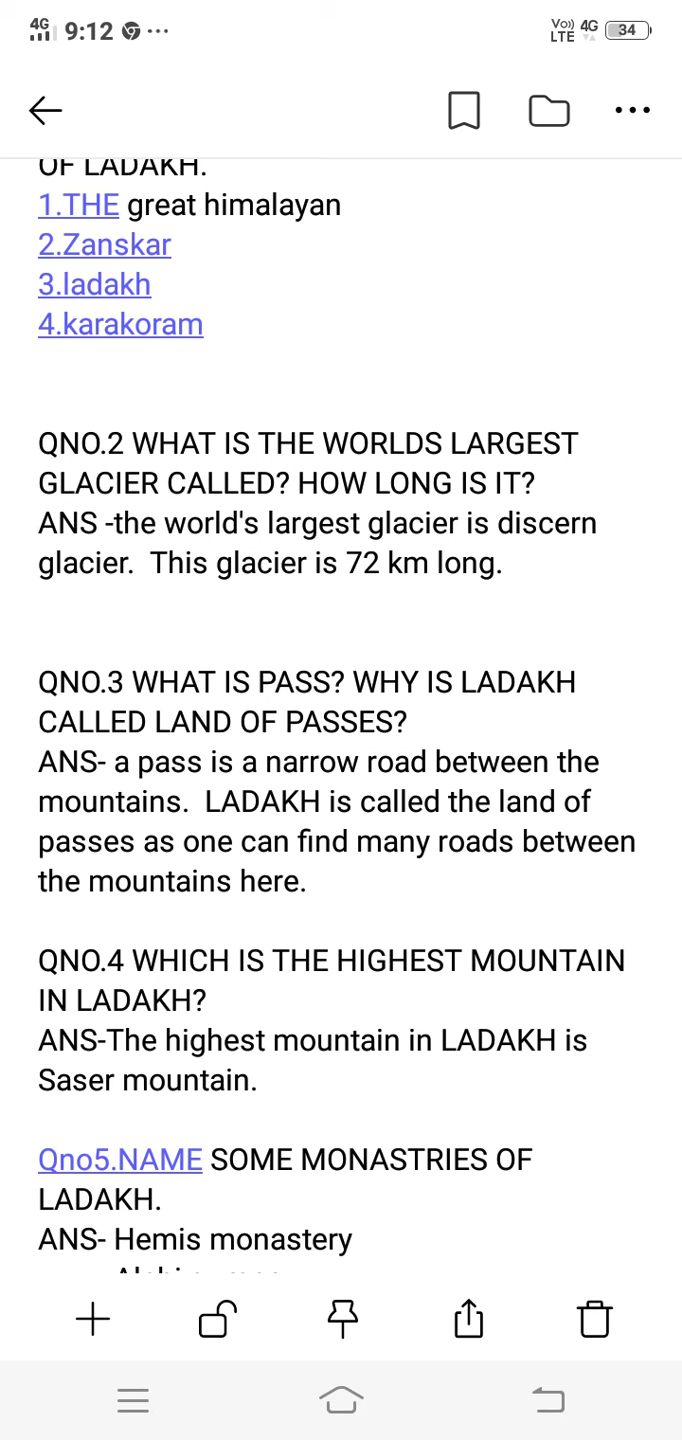 4G 9:12
Vo)) LTE 4G 34
OF LADAKH.
1.THE great himalayan
2.Zanskar
3.ladakh
4.karakoram
QNO.2 WHAT IS THE WORLDS LARGEST
GLACIER CALLED? HOW LONG IS IT?
ANS -the world's largest glacier is discern
glacier.  This glacier is 72 km long.
QNO.3 WHAT IS PASS? WHY IS LADAKH
CALLED LAND OF PASSES?
ANS- a pass is a narrow road between the
mountains.  LADAKH is called the land of
passes as one can find many roads between
the mountains here.
QNO.4 WHICH IS THE HIGHEST MOUNTAIN
IN LADAKH?
ANS-The highest mountain in LADAKH is
Saser mountain.
Qno5.NAME SOME MONASTRIES OF
LADAKH.
ANS- Hemis monastery